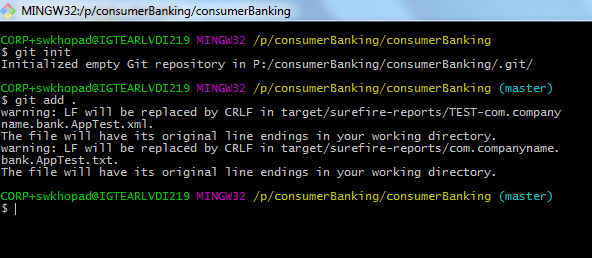 MINGW32:/p/consumerBanking/consumerBanking
CORP+swkhopad@IGTEARLVDI219 MINGW32 /p/consumerBanking/consumerBanking
$ git init
Initialized empty Git repository in P:/consumerBanking/consumerBanking/.git/
CORP+swkhopad@IGTEARLVDI219 MINGW32 /p/consumerBanking/consumerBanking (master)
$ git add .
warning: LF will be replaced by CRLF in target/surefire-reports/TEST-com.company
name.bank.AppTest.xml.
The file will have its original line endings in your working directory.
warning: LF will be replaced by CRLF in target/surefire-reports/com.companyname.
bank.AppTest.txt.
The file will have its original line endings in your working directory.
CORP+swkhopad@IGTEARLVDI219 MINGW32 /p/consumerBanking/consumerBanking (master)
$